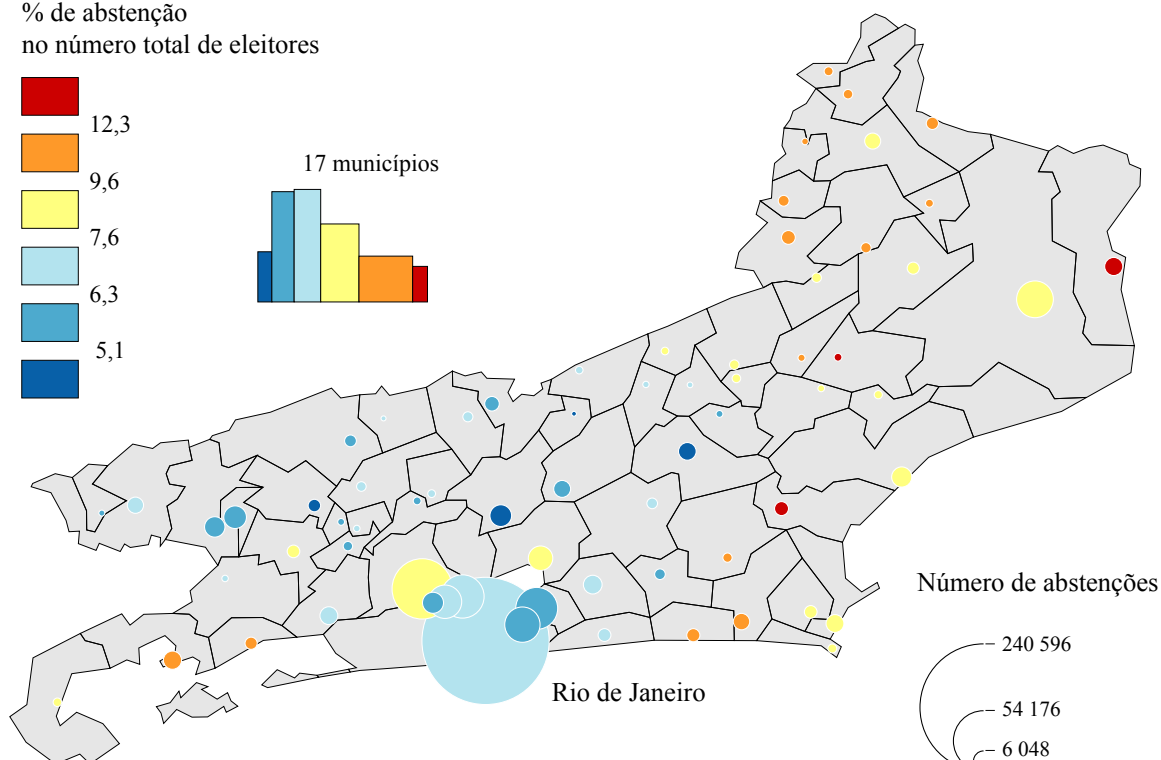 % de abstenção
no número total de eleitores
12,3
9,6
7,6
6,3
5,1
17 municípios
Rio de Janeiro
Número de abstenções
240 596
54 176
6 048